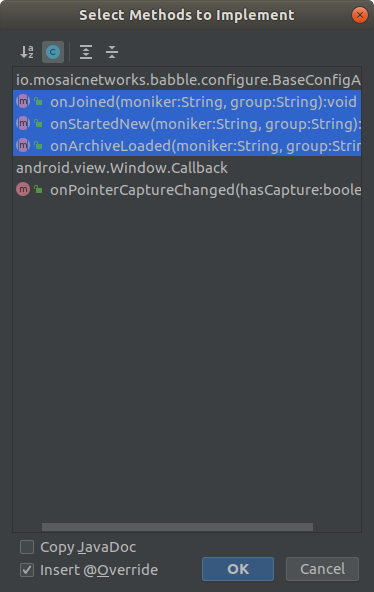 Select Methods to Implement
io.mosaicnetworks.babble.configure.BaseConfigA
onJoined(moniker:String, group:String):void
onStartedNew(moniker:String, group:String):
onArchiveLoaded(moniker:String, group:Strin
android.view.Window.Callback
onPointerCaptureChanged(hasCapture:boole
Copy JavaDoc
Insert @Override
OK
Cancel